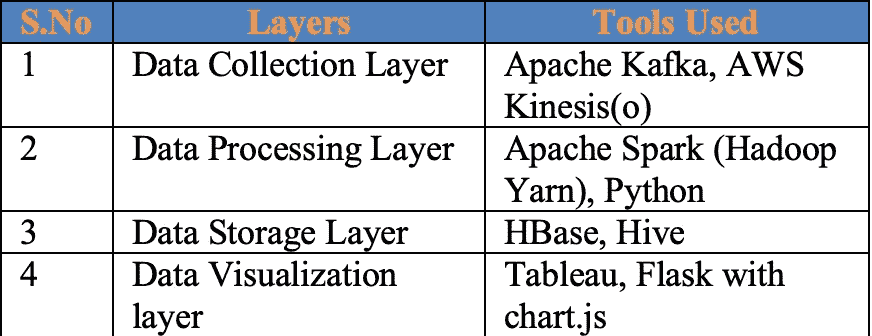 S.No Layers Tools Used
1 Data Collection Layer Apache Kafka, AWS
Kinesis(o)
2 Data Processing Layer Apache Spark (Hadoop
Yarn), Python
3 Data Storage Layer HBase, Hive
4 Data Visualization Tableau, Flask with
layer chart.js